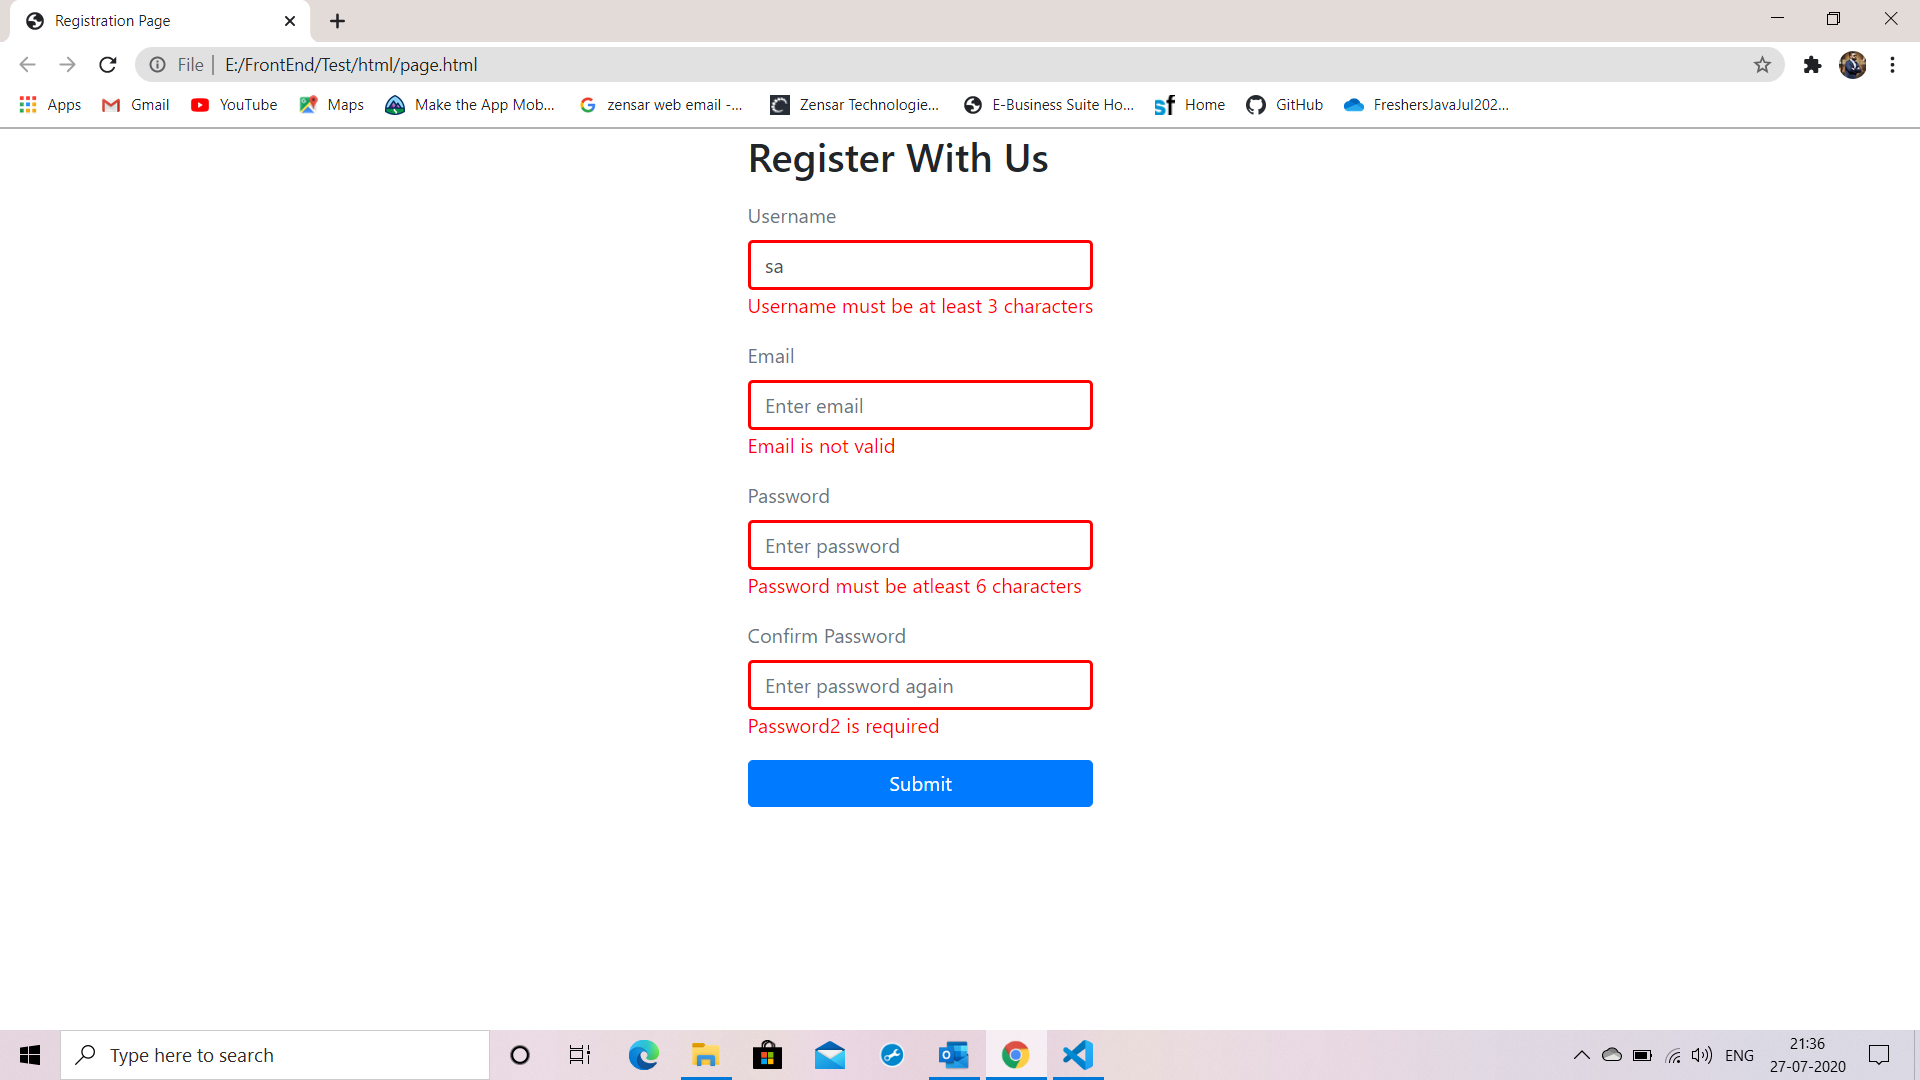 Registration Page
File | E:/FrontEnd/Test/html/page.html
Apps Gmail YouTube Maps Make the App Mob... zensar web email -... Zensar Technologie... E-Business Suite Ho... sf Home GitHub FreshersJavaJul202...
Register With Us
Username
sa
Username must be at least 3 characters
Email
Enter email
Email is not valid
Password
Enter password
Password must be atleast 6 characters
Confirm Password
Enter password again
Password2 is required
Submit
Type here to search
ENG
21:36
27-07-2020